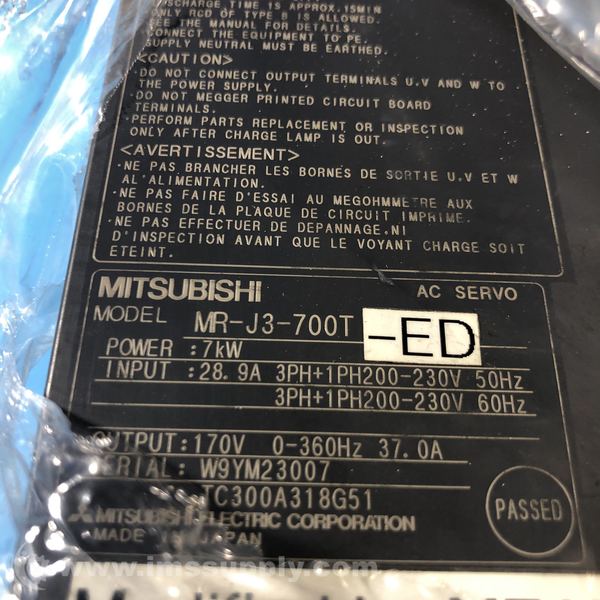 DISCHARGE TIME IS APPROX.15MIN
ONLY RCD OF TYPE B IS ALLOWED.
SEE THE MANUAL FOR DETAILS.
CONNECT THE EQUIPMENT TO PE.
SUPPLY NEUTRAL MUST BE EARTHED.
<CAUTION>
·DO NOT CONNECT OUTPUT TERMINALS U.V AND W TO
THE POWER SUPPLY.
DO NOT MEGGER PRINTED CIRCUIT BOARD
TERMINALS.
·PERFORM PARTS REPLACEMENT OR INSPECTION
ONLY AFTER CHARGE LAMP IS OUT.
<AVERTISSEMENT>
·NE PAS BRANCHER LES BORNES DE SORTIE U.V ET W
AL'ALIMENTATION.
·NE PAS FAIRE D'ESSAI AU MEGOHMMETRE AUX
BORNES DE LA PLAQUE DE CIRCUIT IMPRIME.
·NE PAS EFFECTUER DE DEPANNAGE.NI
D'INSPECTION AVANT QUE LE VOYANT CHARGE SOIT
ETEINT.
MITSUBISHI AC SERVO
MODEL MR-J3-700T -ED
POWER :7kW
INPUT :28.9A 3PH+1PH200-230V 50Hz
3PH+1PH200-230V 60Hz
OUTPUT:170V 0-360Hz 37.0A
SERIAL: W9YM23007
TC300A318G51
MITSUBISHI ELECTRIC CORPORATION
MADE IN JAPAN
PASSED
www.imssupply.com